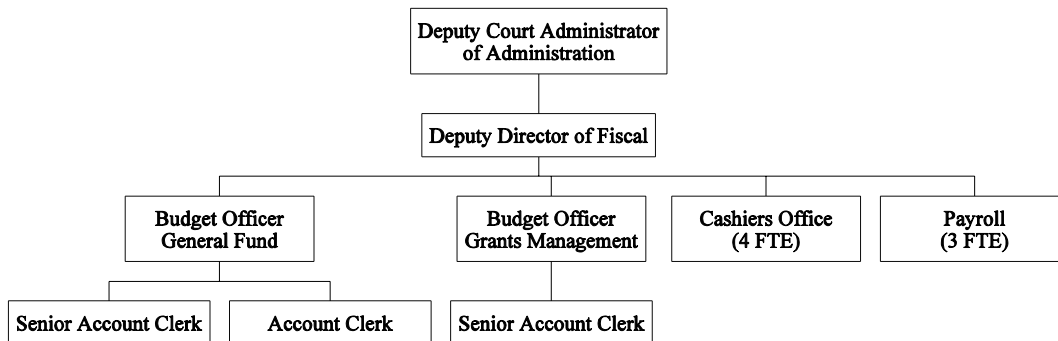 Deputy Court Administrator
of Administration
Deputy Director of Fiscal
Budget Officer
General Fund
Budget Officer
Grants Management
Cashiers Office
(4 FTE)
Payroll
(3 FTE)
Senior Account Clerk
Account Clerk
Senior Account Clerk